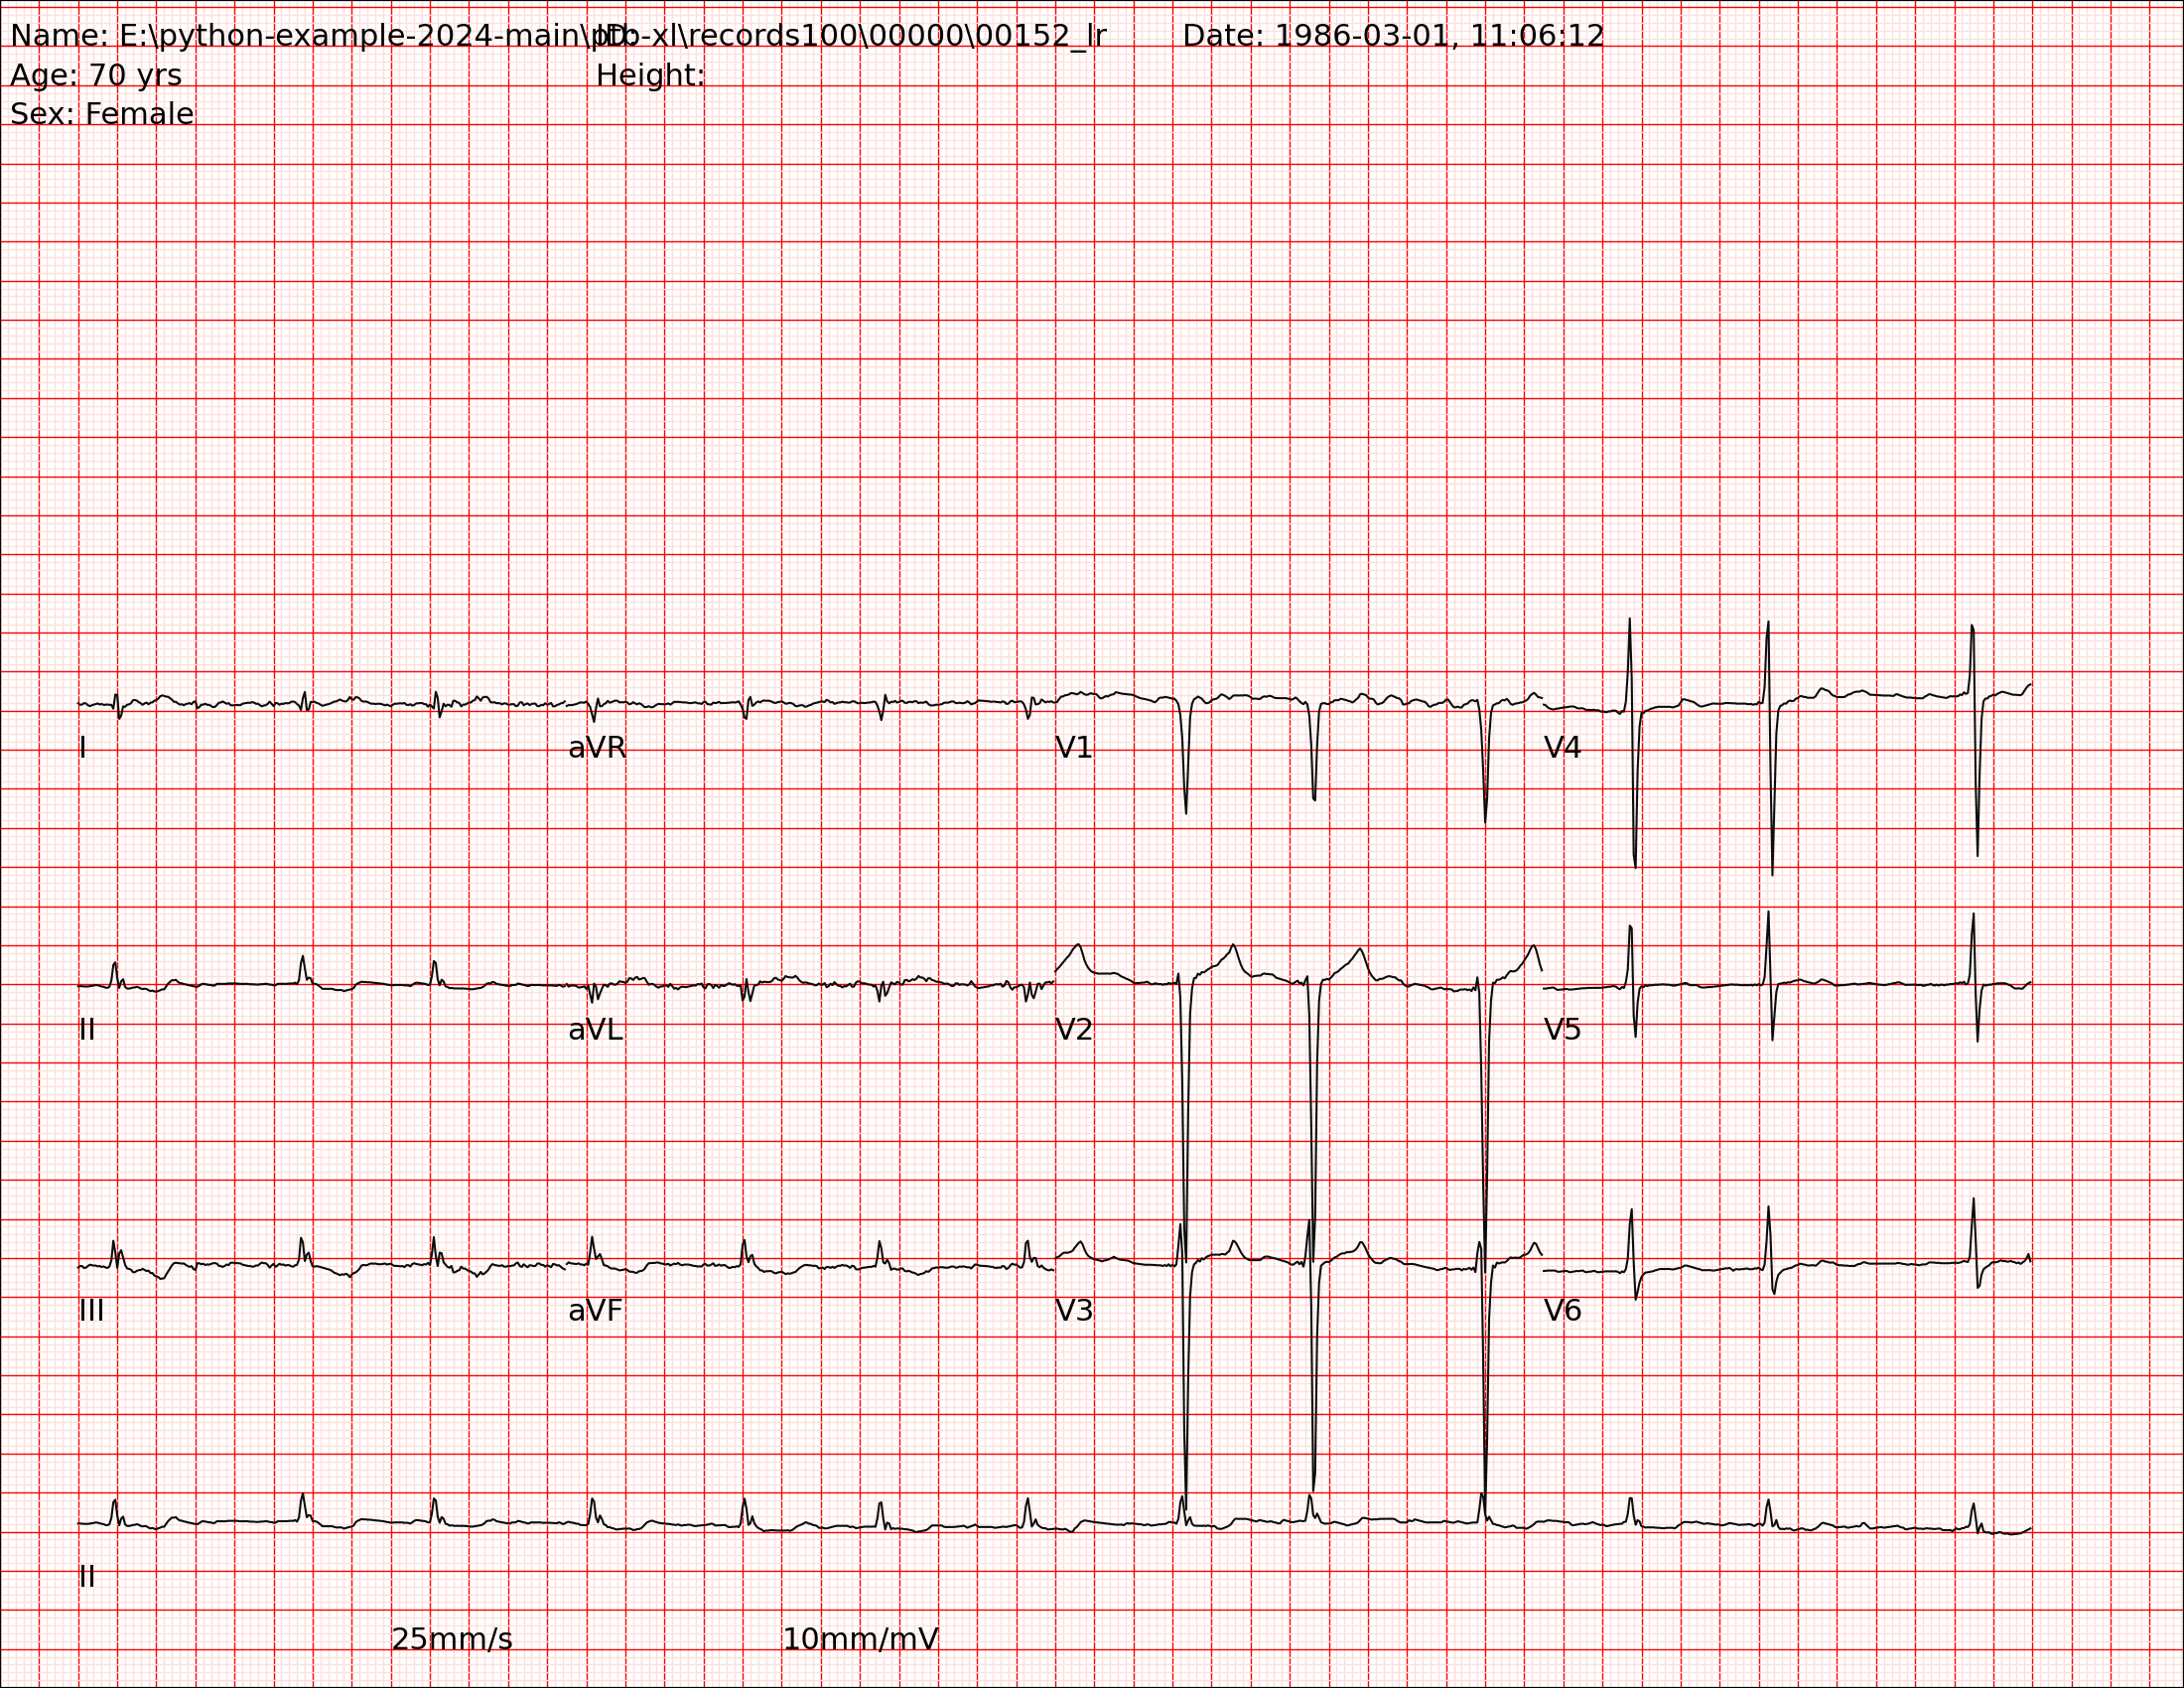 Name: E:\python-example-2024-main\ptb-xl\records100\00000\00152_lr ID: Date: 1986-03-01, 11:06:12
Age: 70 yrs Height:
Sex: Female
I aVR V1 V4
II aVL V2 V5
III aVF V3 V6
II
25mm/s 10mm/mV